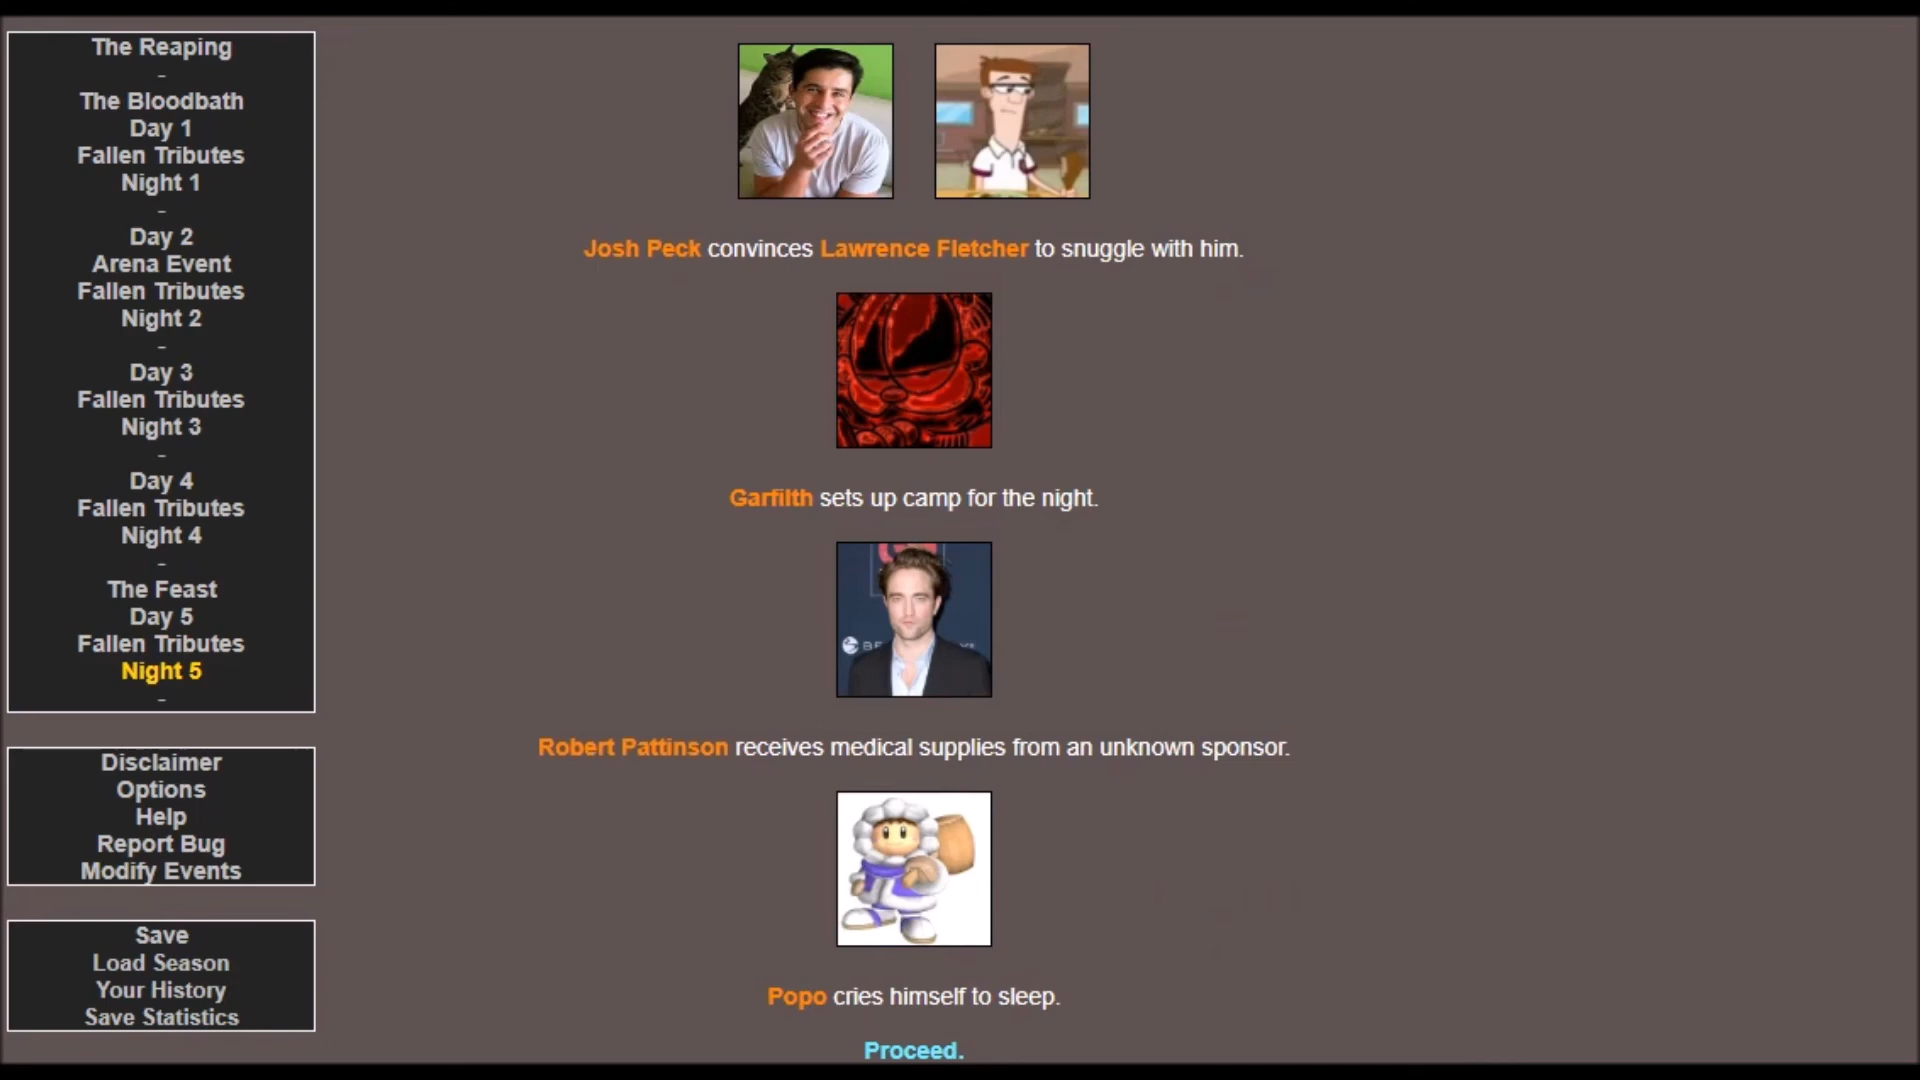 The Reaping
-
The Bloodbath
Day 1
Fallen Tributes
Night 1
-
Day 2
Arena Event
Fallen Tributes
Night 2
-
Day 3
Fallen Tributes
Night 3
-
Day 4
Fallen Tributes
Night 4
-
The Feast
Day 5
Fallen Tributes
Night 5
-
Disclaimer
Options
Help
Report Bug
Modify Events
Save
Load Season
Your History
Save Statistics
Josh Peck convinces Lawrence Fletcher to snuggle with him.
Garfilth sets up camp for the night.
Robert Pattinson receives medical supplies from an unknown sponsor.
Popo cries himself to sleep.
Proceed.